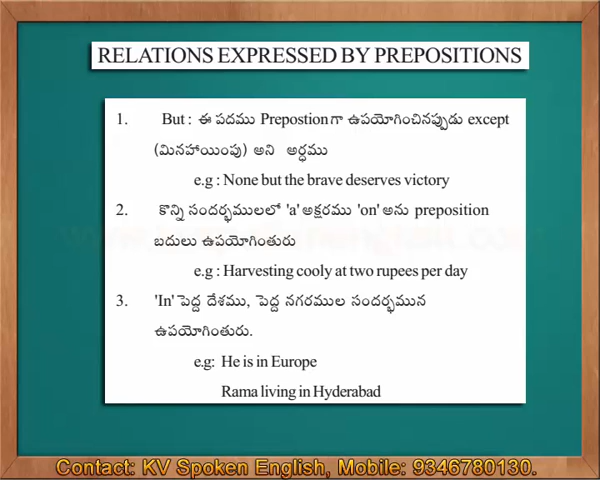 RELATIONS EXPRESSED BY PREPOSITIONS
1. But : ఈ పదము Prepostionగా ఉపయోగించినప్పుడు except
(మినహాయింపు) అని అర్ధము
e.g : None but the brave deserves victory
2. కొన్ని సందర్భములలో 'a' అక్షరము 'on' అను preposition
బదులు ఉపయోగింతురు
e.g : Harvesting cooly at two rupees per day
3. 'In' పెద్ద దేశము, పెద్ద నగరముల సందర్భమున
ఉపయోగింతురు.
e.g: He is in Europe
Rama living in Hyderabad
Contact: KV Spoken English, Mobile: 9346780130.